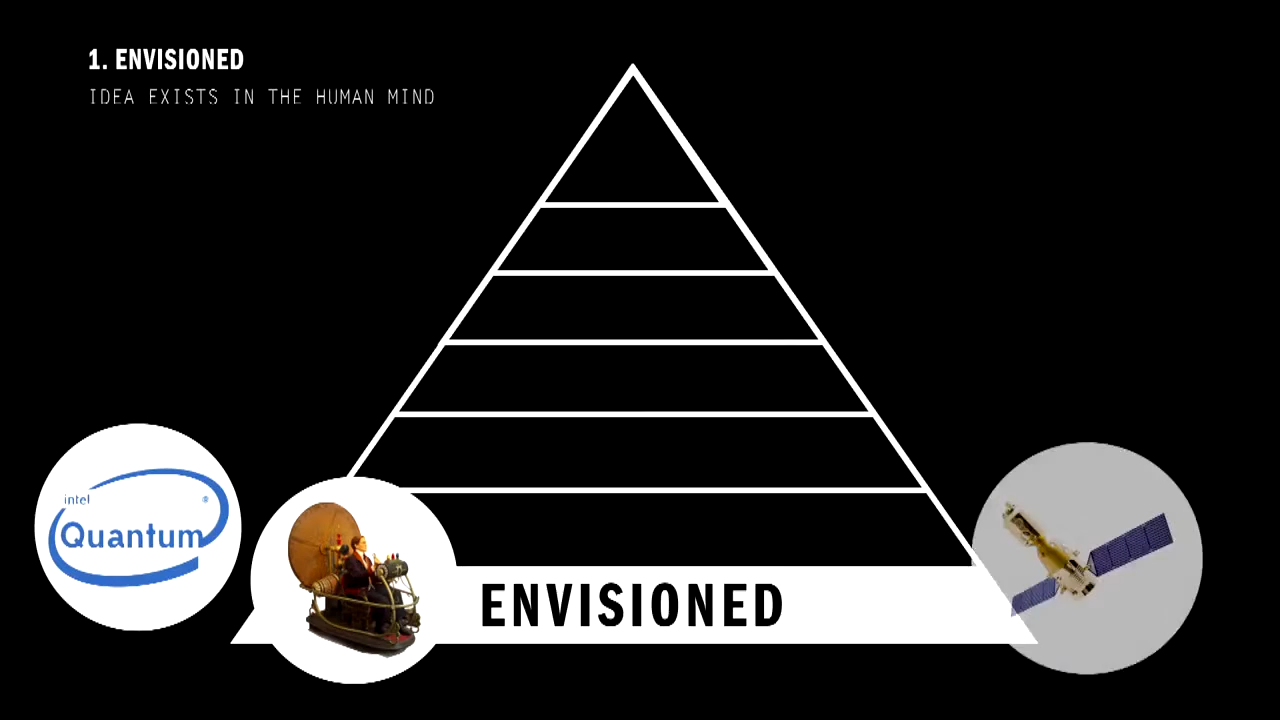 1. ENVISIONED
IDEA EXISTS IN THE HUMAN MIND
intel ®
Quantum
ENVISIONED